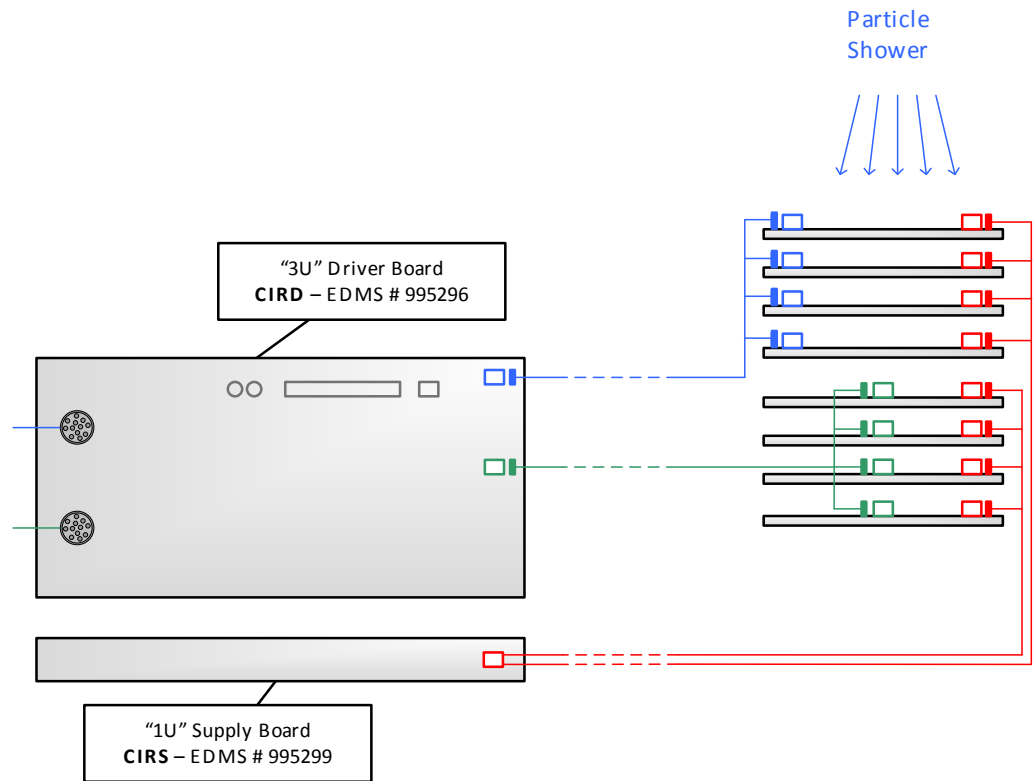 Particle
Shower
“3U” Driver Board
CIRD – EDMS # 995296
“1U” Supply Board
CIRS – EDMS # 995299